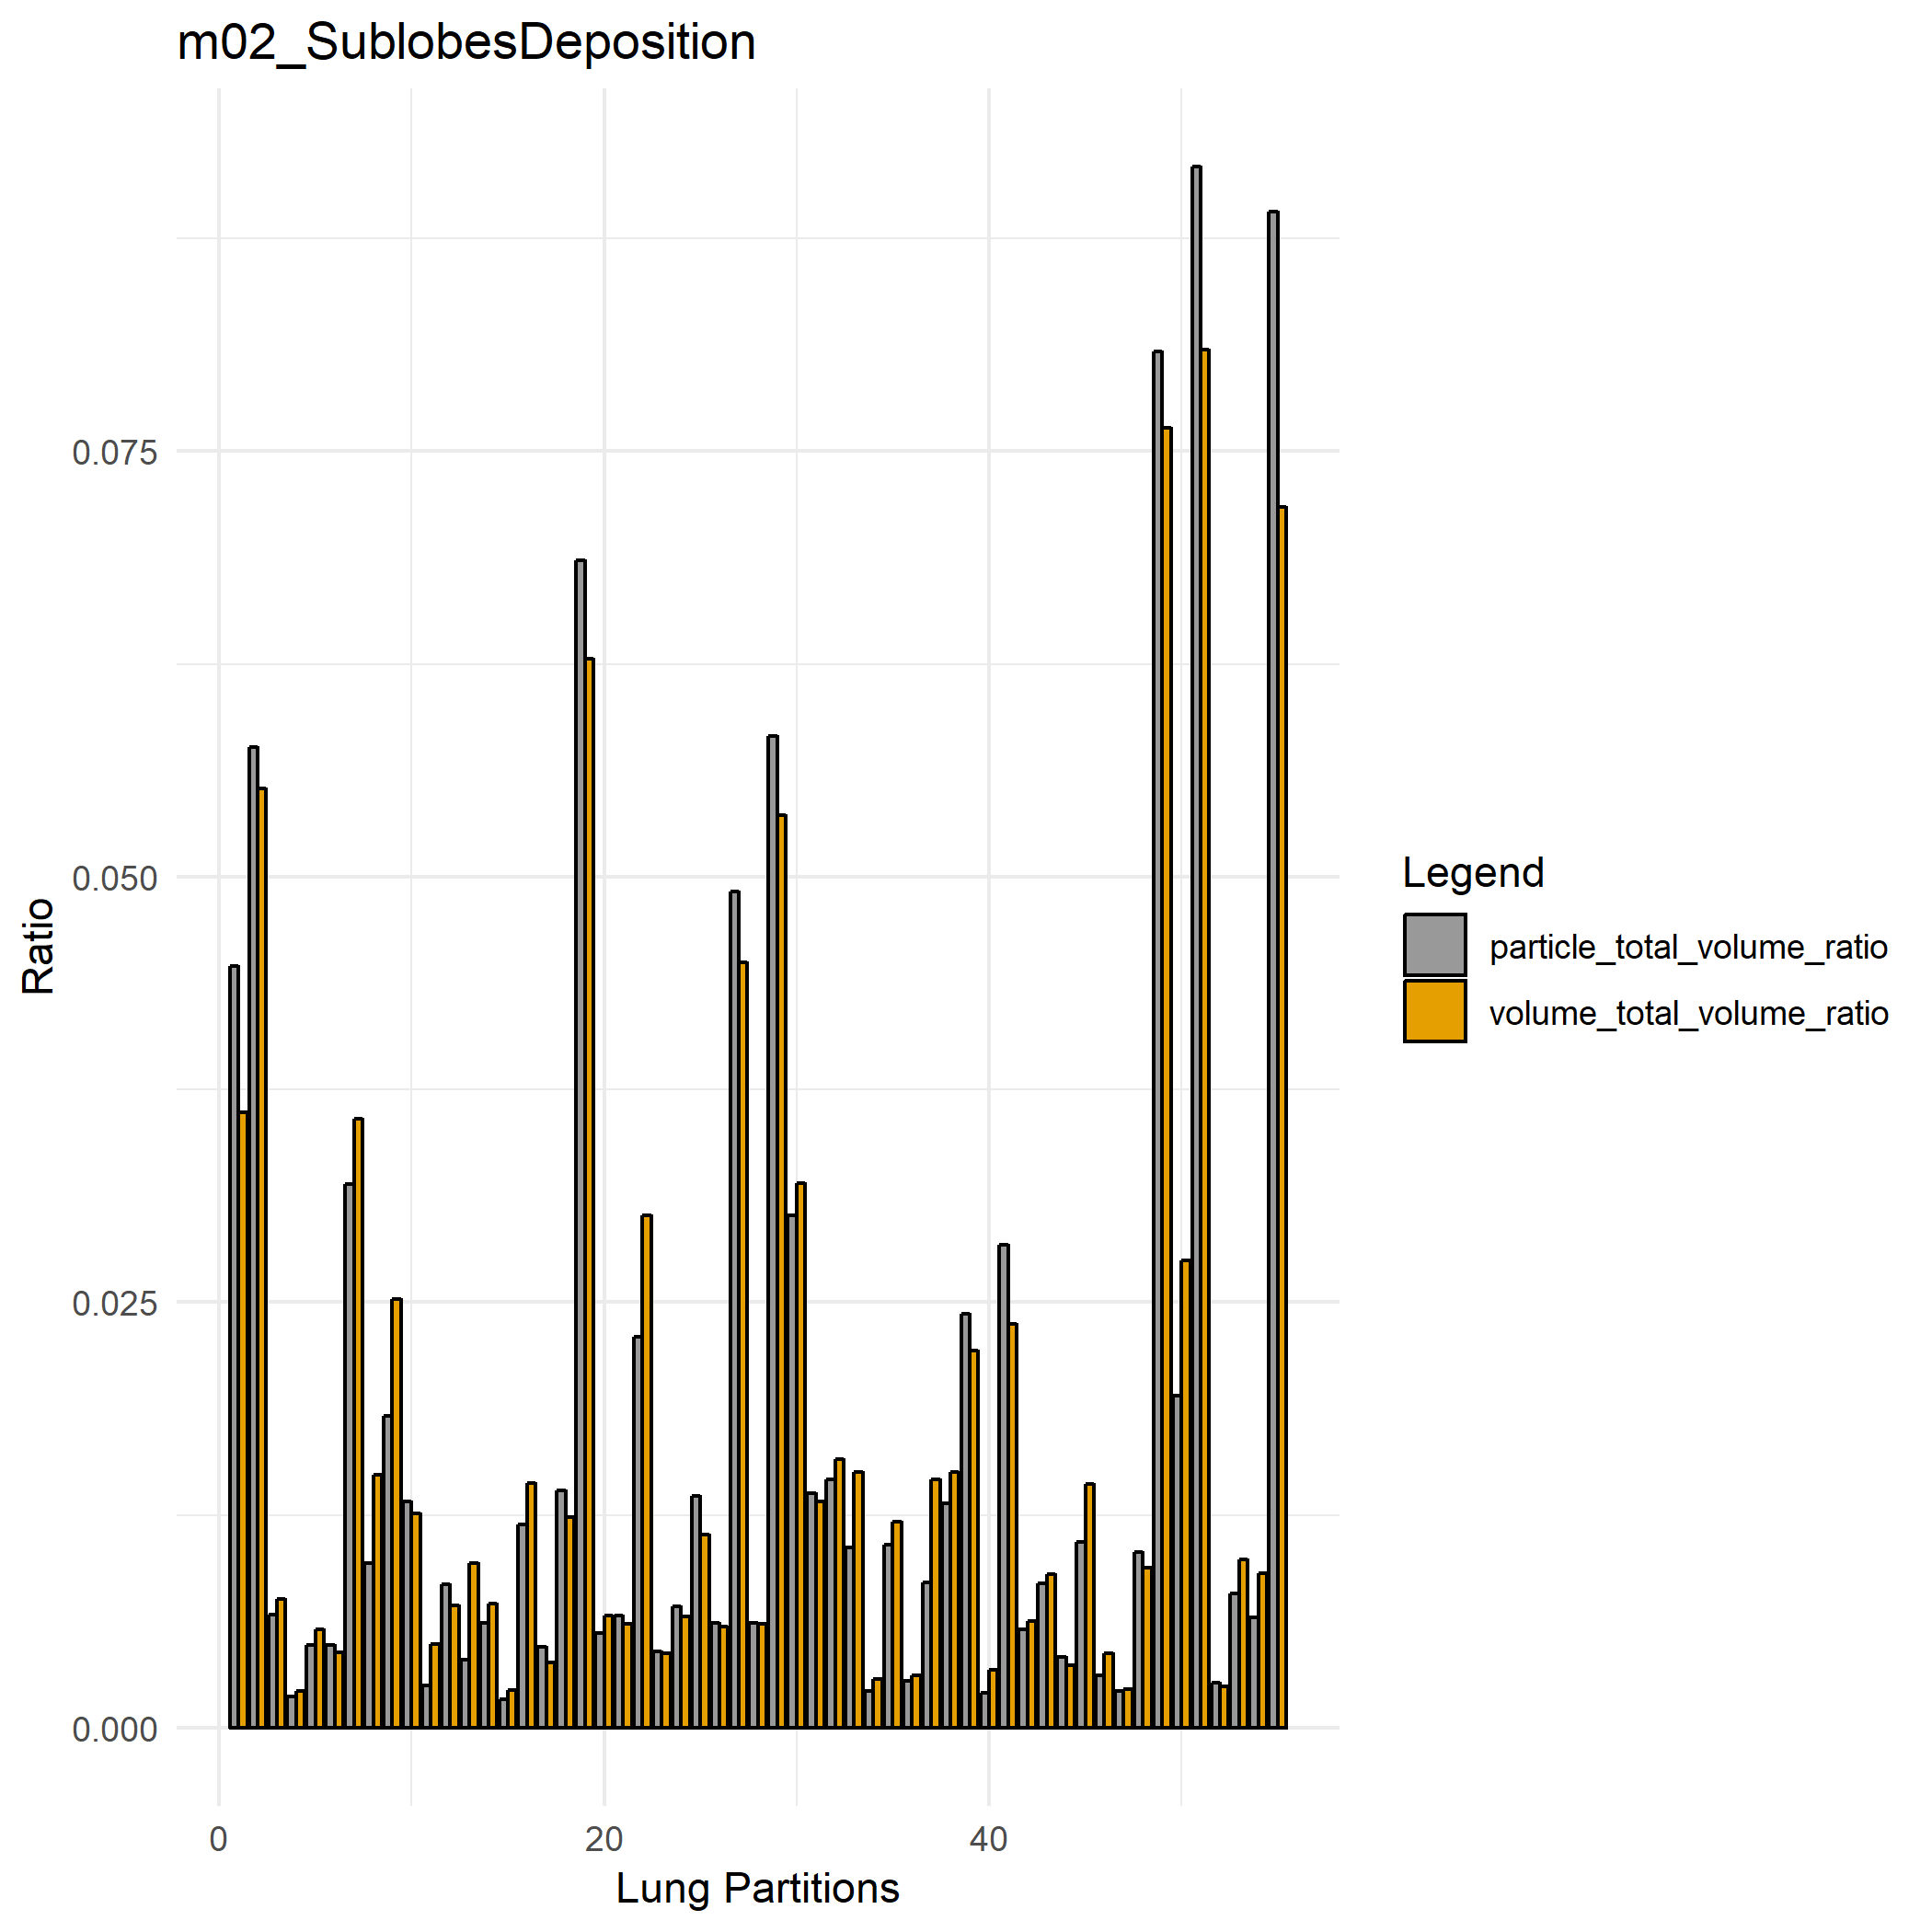 m02_SublobesDeposition
0.075
0.050
0.025
0.000
Ratio
0
20
40
Lung Partitions
Legend
particle_total_volume_ratio
volume_total_volume_ratio